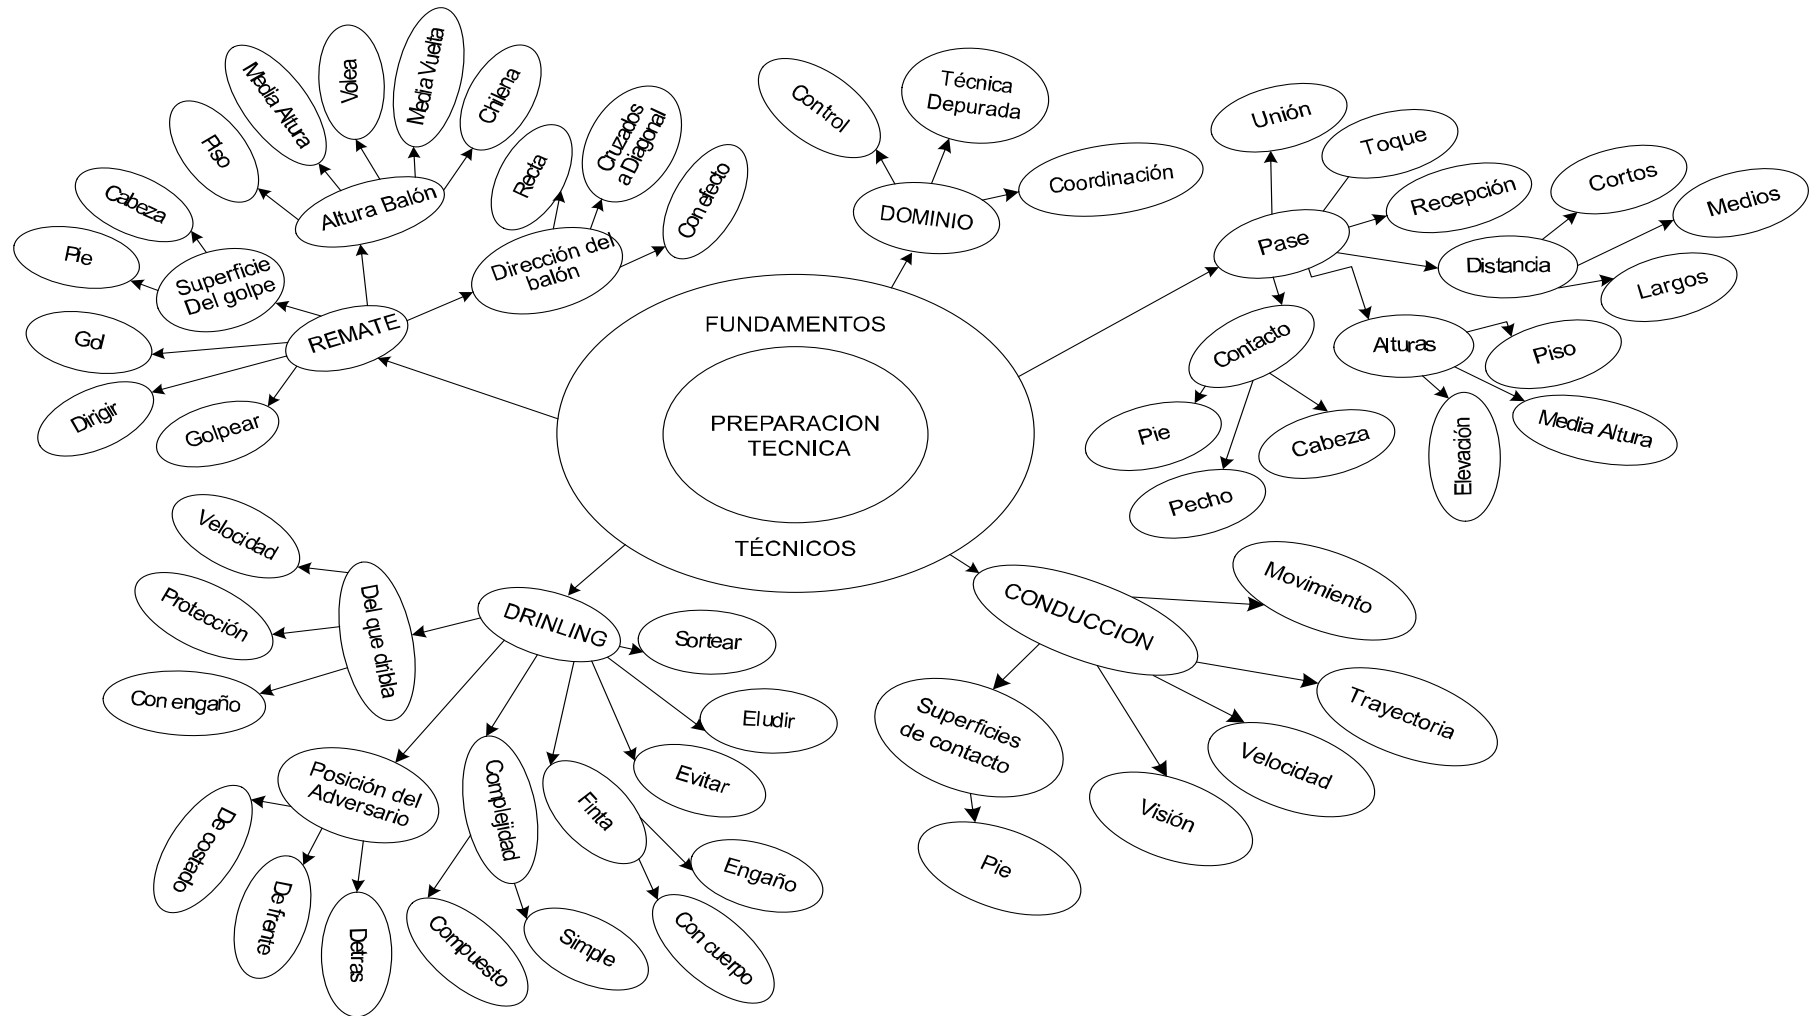 FUNDAMENTOS
PREPARACION
TECNICA
TÉCNICOS
REMATE
Altura Balón
Piso
Media Altura
Volea
Media Vuelta
Chilena
Dirección del
balón
Recta
Cruzados
a Diagonal
Con efecto
Superficie
Del golpe
Cabeza
Pie
Gol
Dirigir
Golpear
DOMINIO
Control
Técnica
Depurada
Coordinación
Pase
Unión
Toque
Recepción
Distancia
Cortos
Medios
Largos
Alturas
Piso
Media Altura
Elevación
Contacto
Pie
Pecho
Cabeza
CONDUCCION
Movimiento
Trayectoria
Velocidad
Visión
Superficies
de contacto
Pie
DRINLING
Sortear
Eludir
Evitar
Finta
Engaño
Con cuerpo
Complejidad
Simple
Compuesto
Posición del
Adversario
De costado
De frente
Detras
Del que dribla
Velocidad
Protección
Con engaño